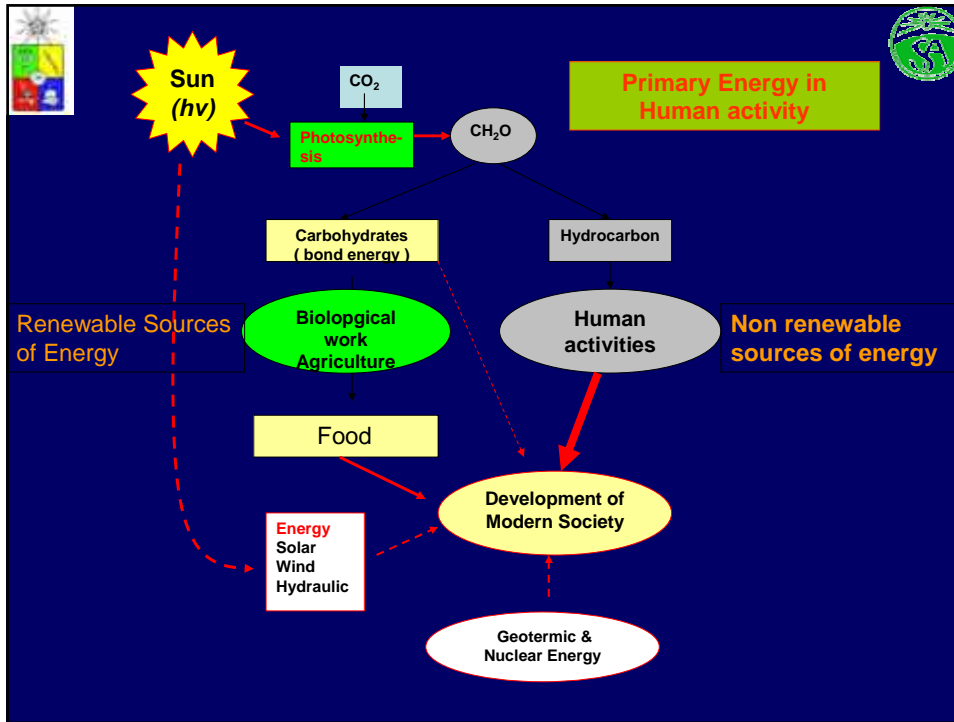 Sun
(hv)
CO₂
Primary Energy in
Human activity
Photosynthe-
sis
CH₂O
Carbohydrates
( bond energy )
Hydrocarbon
Renewable Sources
of Energy
Biolopgical
work
Agriculture
Human
activities
Non renewable
sources of energy
Food
Development of
Modern Society
Energy
Solar
Wind
Hydraulic
Geotermic &
Nuclear Energy